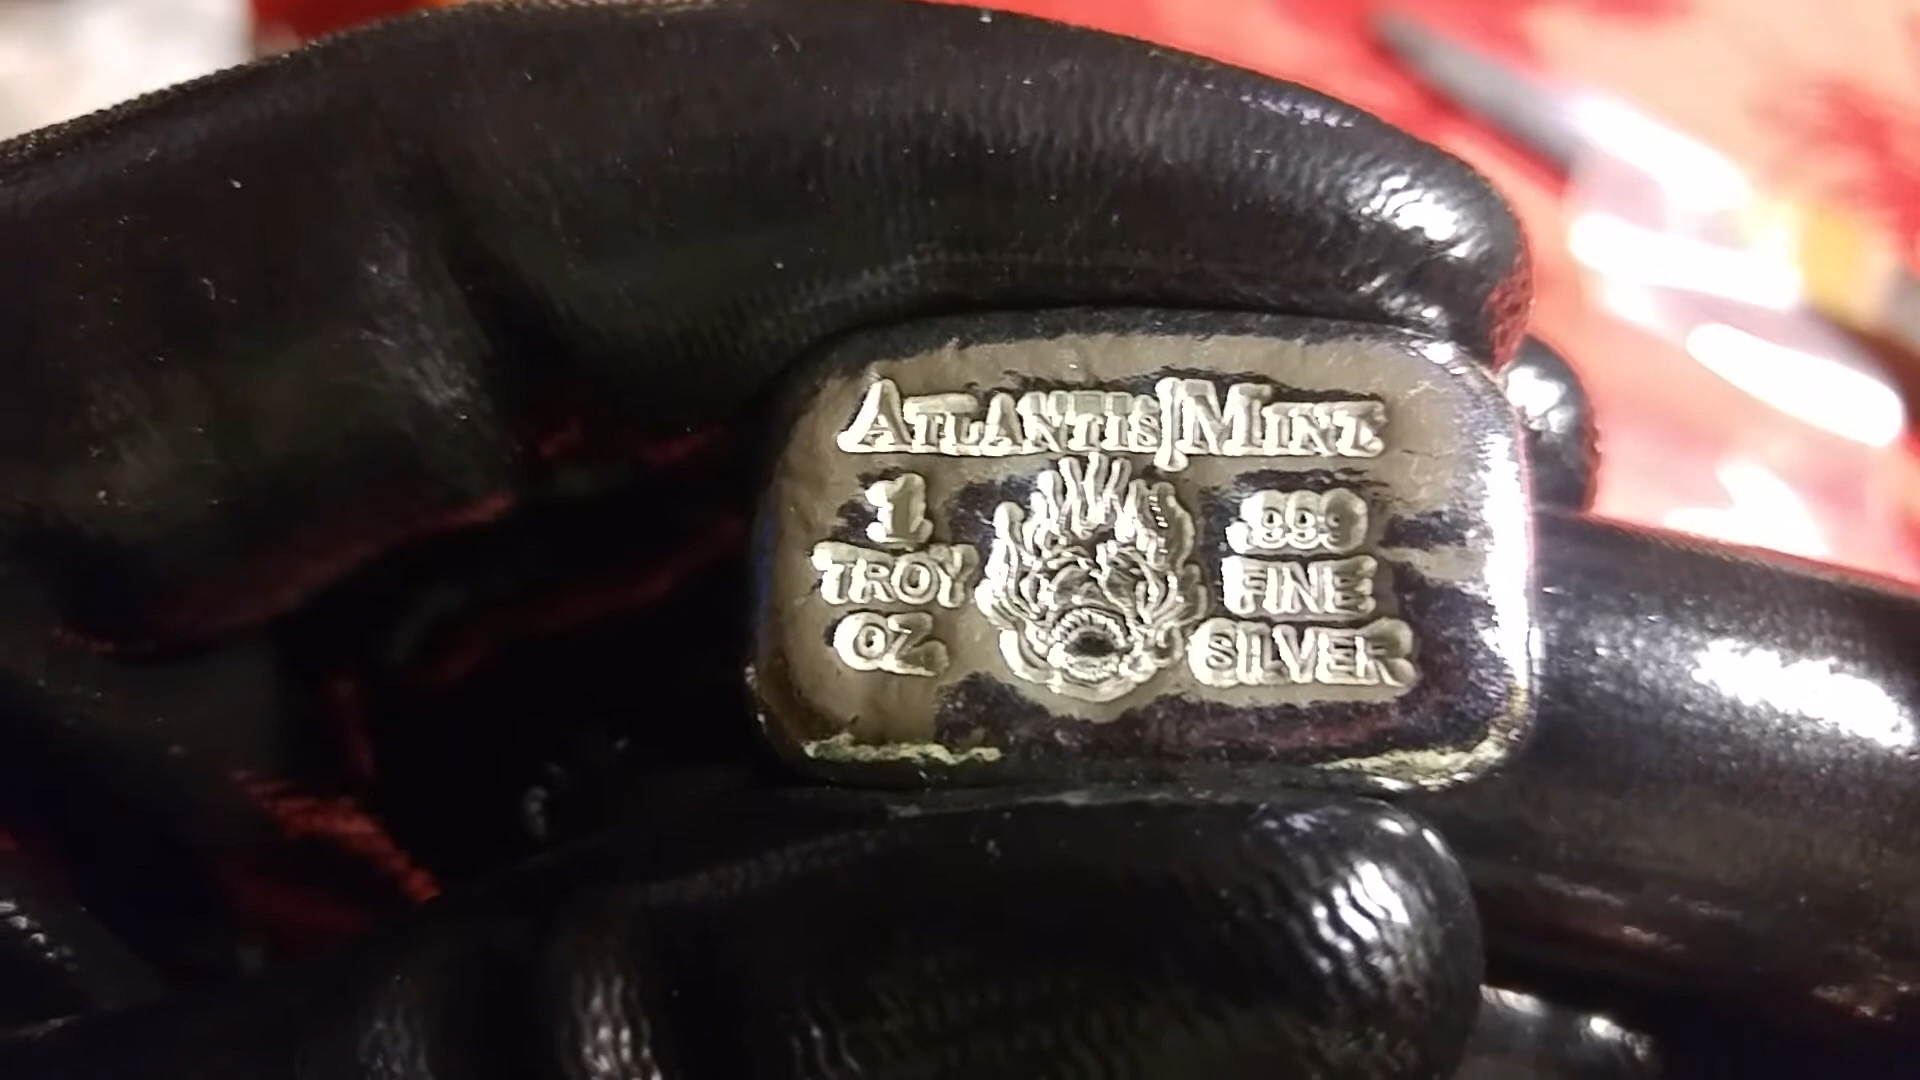 ATLANTIS MINT
1
TROY
OZ
.999
FINE
SILVER